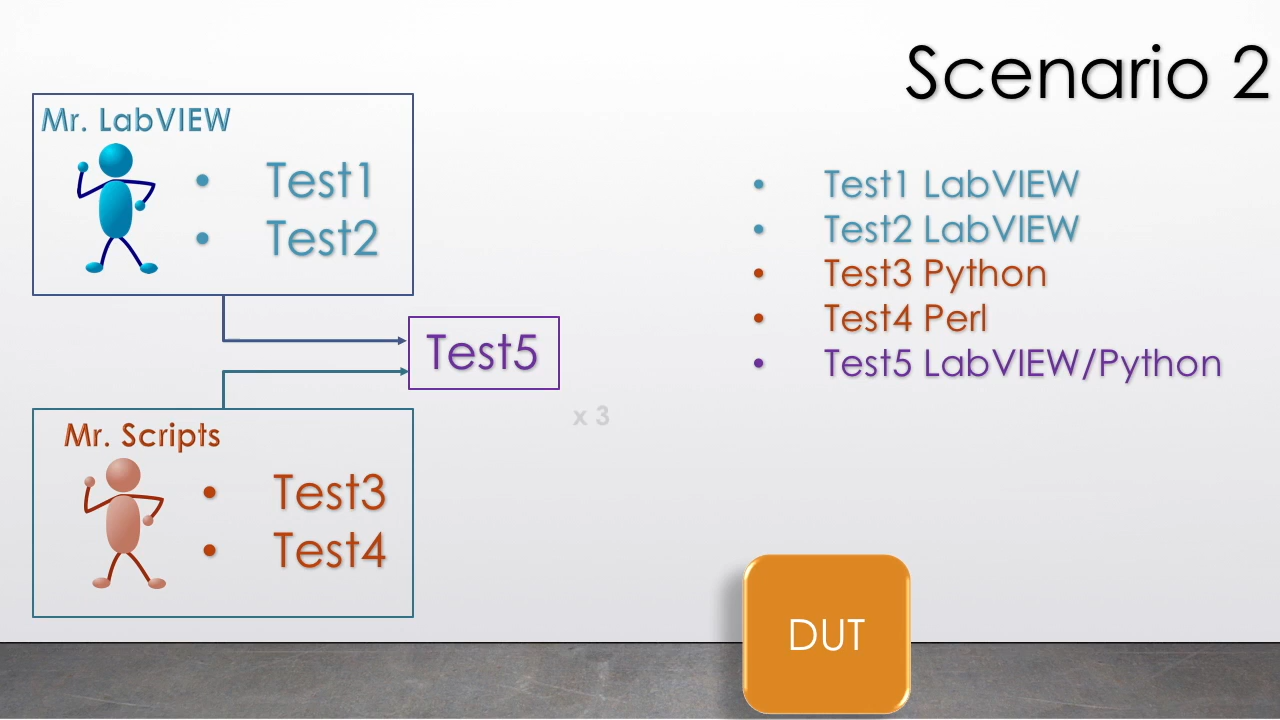 Scenario 2
Mr. LabVIEW
• Test1
• Test2
Test5
x 3
Mr. Scripts
• Test3
• Test4
• Test1 LabVIEW
• Test2 LabVIEW
• Test3 Python
• Test4 Perl
• Test5 LabVIEW/Python
DUT